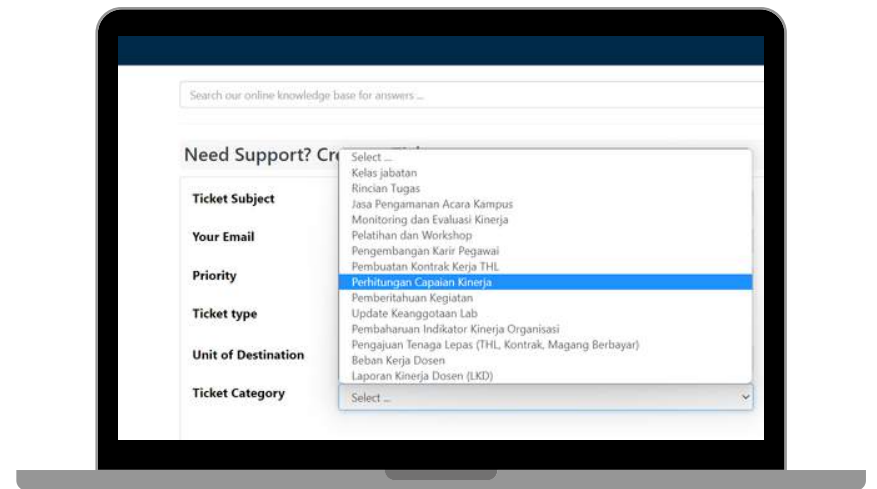 Search our online knowledge base for answers ...
Need Support? Cre
Ticket Subject
Your Email
Priority
Ticket type
Unit of Destination
Ticket Category
Select ...
Kelas jabatan
Rincian Tugas
Jasa Pengamanan Acara Kampus
Monitoring dan Evaluasi Kinerja
Pelatihan dan Workshop
Pengembangan Karir Pegawai
Pembuatan Kontrak Kerja THL
Perhitungan Capaian Kinerja
Pemberitahuan Kegiatan
Update Keanggotaan Lab
Pembaharuan Indikator Kinerja Organisasi
Pengajuan Tenaga Lepas (THL, Kontrak, Magang Berbayar)
Beban Kerja Dosen
Laporan Kinerja Dosen (LKD)
Select ...